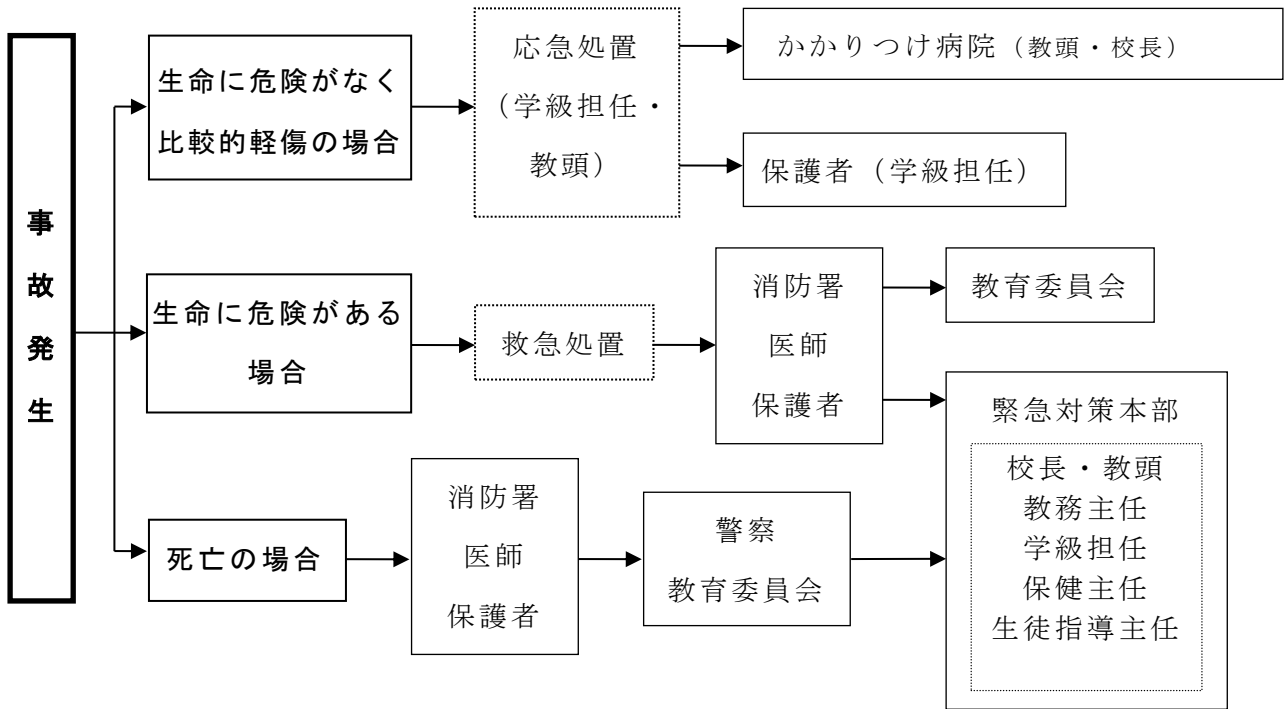 事故発生
生命に危険がなく
比較的軽傷の場合
応急処置
（学級担任・
教頭）
かかりつけ病院（教頭・校長）
保護者（学級担任）
生命に危険がある
場合
救急処置
消防署
医師
保護者
教育委員会
緊急対策本部
校長・教頭
教務主任
学級担任
保健主任
生徒指導主任
死亡の場合
消防署
医師
保護者
警察
教育委員会